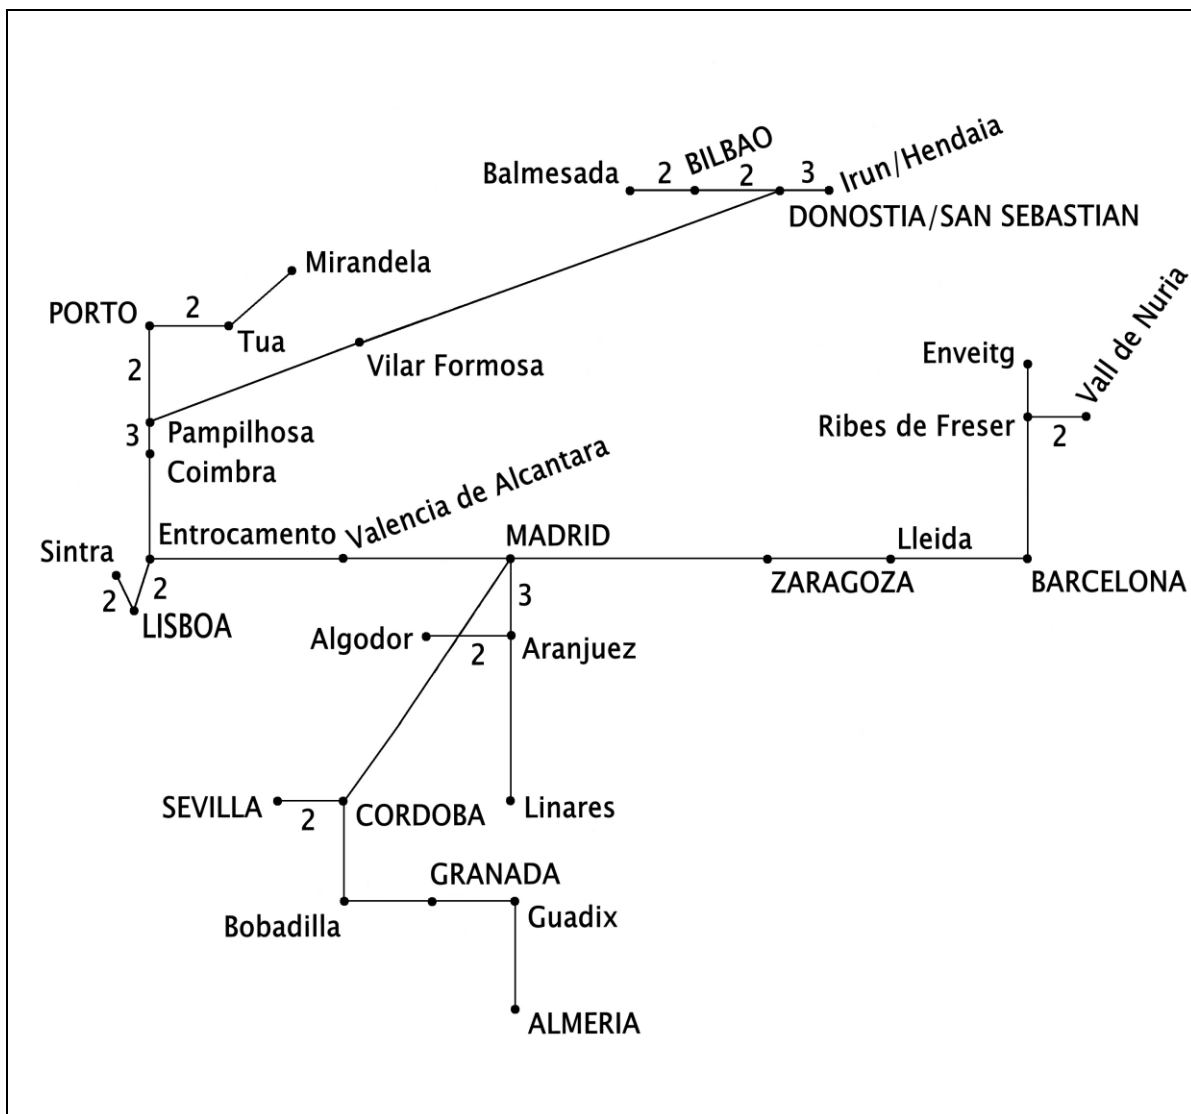 BILBAO
Irun/Hendaia
Balmesada
2
2
3
DONOSTIA/SAN SEBASTIAN
Mirandela
2
PORTO
Tua
Vall de Nuria
2
Vilar Formosa
Enveitg
3
Pampilhosa
Ribes de Freser
2
Coimbra
Valencia de Alcantara
Entrocamento
MADRID
Lleida
Sintra
2
2
LISBOA
ZARAGOZA
BARCELONA
3
Algodor
2
Aranjuez
SEVILLA
2
CORDOBA
Linares
GRANADA
Bobadilla
Guadix
ALMERIA